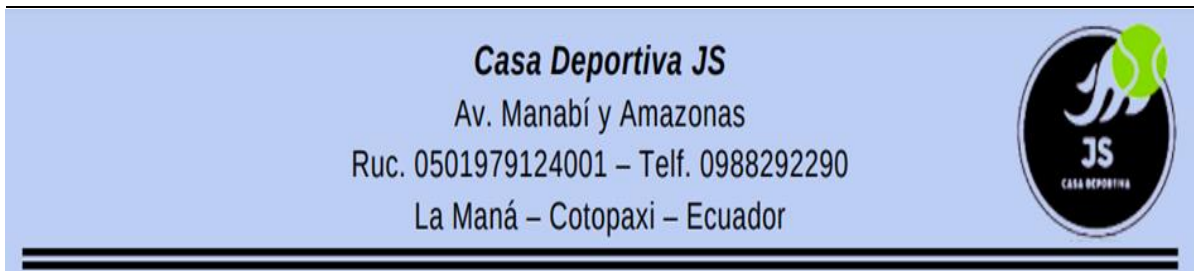 Casa Deportiva JS
Av. Manabí y Amazonas
Ruc. 0501979124001 – Telf. 0988292290
La Maná – Cotopaxi – Ecuador
JS
CASA DEPORTIVA